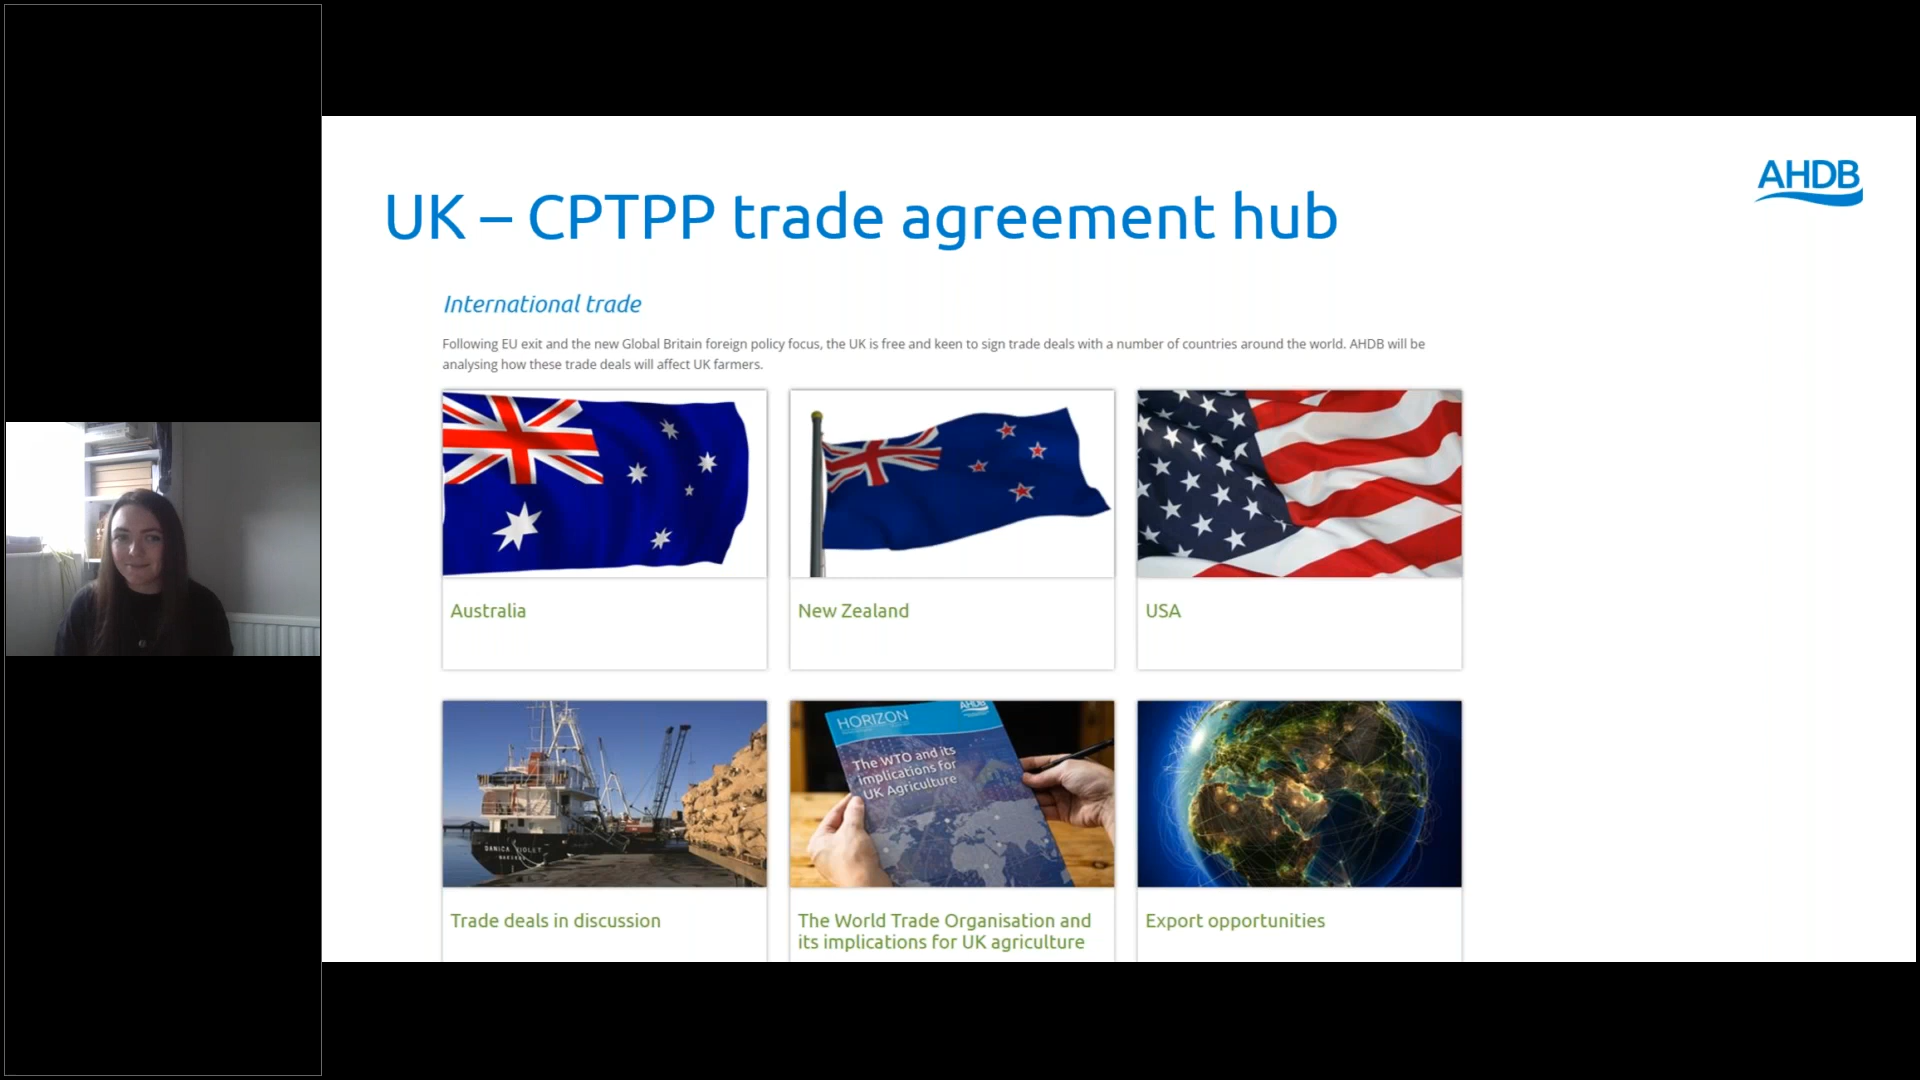 AHDB
UK – CPTPP trade agreement hub
International trade
Following EU exit and the new Global Britain foreign policy focus, the UK is free and keen to sign trade deals with a number of countries around the world. AHDB will be
analysing how these trade deals will affect UK farmers.
Australia
New Zealand
USA
DANICA VIOLET
HORIZON
AHDB
The WTO and its
implications for
UK Agriculture
Trade deals in discussion
The World Trade Organisation and
its implications for UK agriculture
Export opportunities